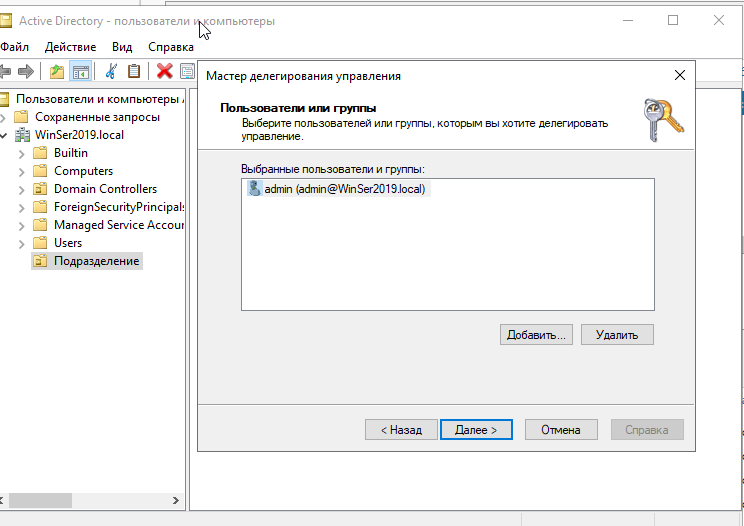 Active Directory - пользователи и компьютеры
Файл Действие Вид Справка
Пользователи и компьютеры
Сохраненные запросы
WinSer2019.local
Builtin
Computers
Domain Controllers
ForeignSecurityPrincipals
Managed Service Accour
Users
Подразделение
Мастер делегирования управления
Пользователи или группы
Выберите пользователей или группы, которым вы хотите делегировать
управление.
Выбранные пользователи и группы:
admin (admin@WinSer2019.local)
Добавить... Удалить
< Назад Далее > Отмена Справка